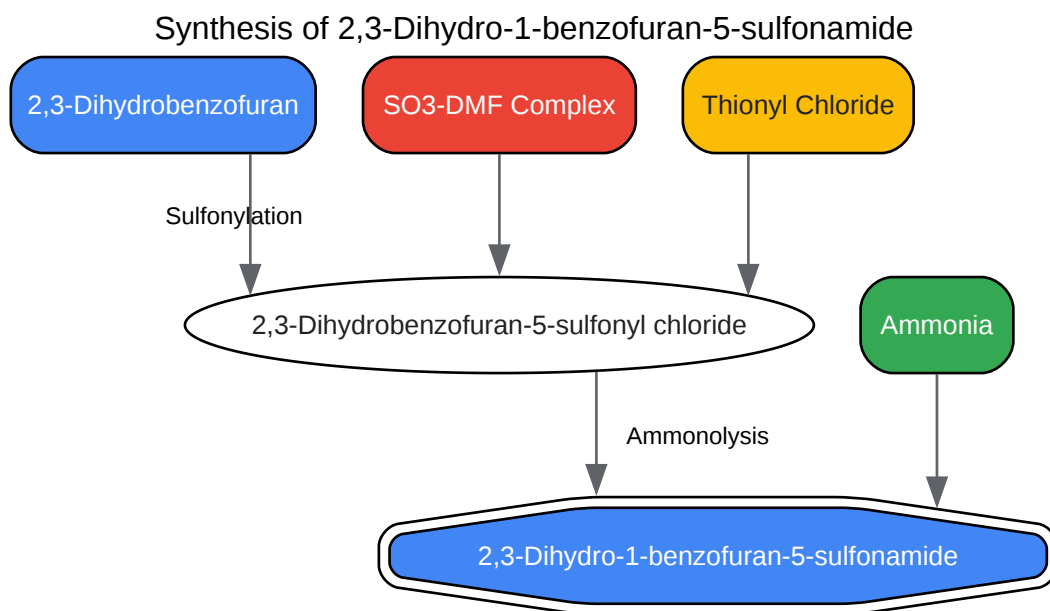 Synthesis of 2,3-Dihydro-1-benzofuran-5-sulfonamide
2,3-Dihydrobenzofuran
SO3-DMF Complex
Thionyl Chloride
Sulfonylation
2,3-Dihydrobenzofuran-5-sulfonyl chloride
Ammonia
Ammonolysis
2,3-Dihydro-1-benzofuran-5-sulfonamide